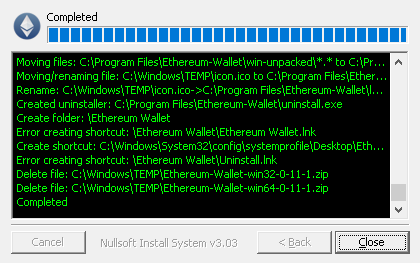 Completed
Moving files: C:\Program Files\Ethereum-Wallet\win-unpacked\*.* to C:\Pr...
Moving/renaming file: C:\Windows\TEMP\icon.ico to C:\Program Files\Ether...
Rename: C:\Windows\TEMP\icon.ico->C:\Program Files\Ethereum-Wallet\I...
Created uninstaller: C:\Program Files\Ethereum-Wallet\uninstall.exe
Create folder: \Ethereum Wallet
Error creating shortcut: \Ethereum Wallet\Ethereum Wallet.lnk
Create shortcut: C:\Windows\System32\config\systemprofile\Desktop\Eth...
Error creating shortcut: \Ethereum Wallet\Uninstall.lnk
Delete file: C:\Windows\TEMP\Ethereum-Wallet-win32-0-11-1.zip
Delete file: C:\Windows\TEMP\Ethereum-Wallet-win64-0-11-1.zip
Completed
Cancel Nullsoft Install System v3.03 < Back Close